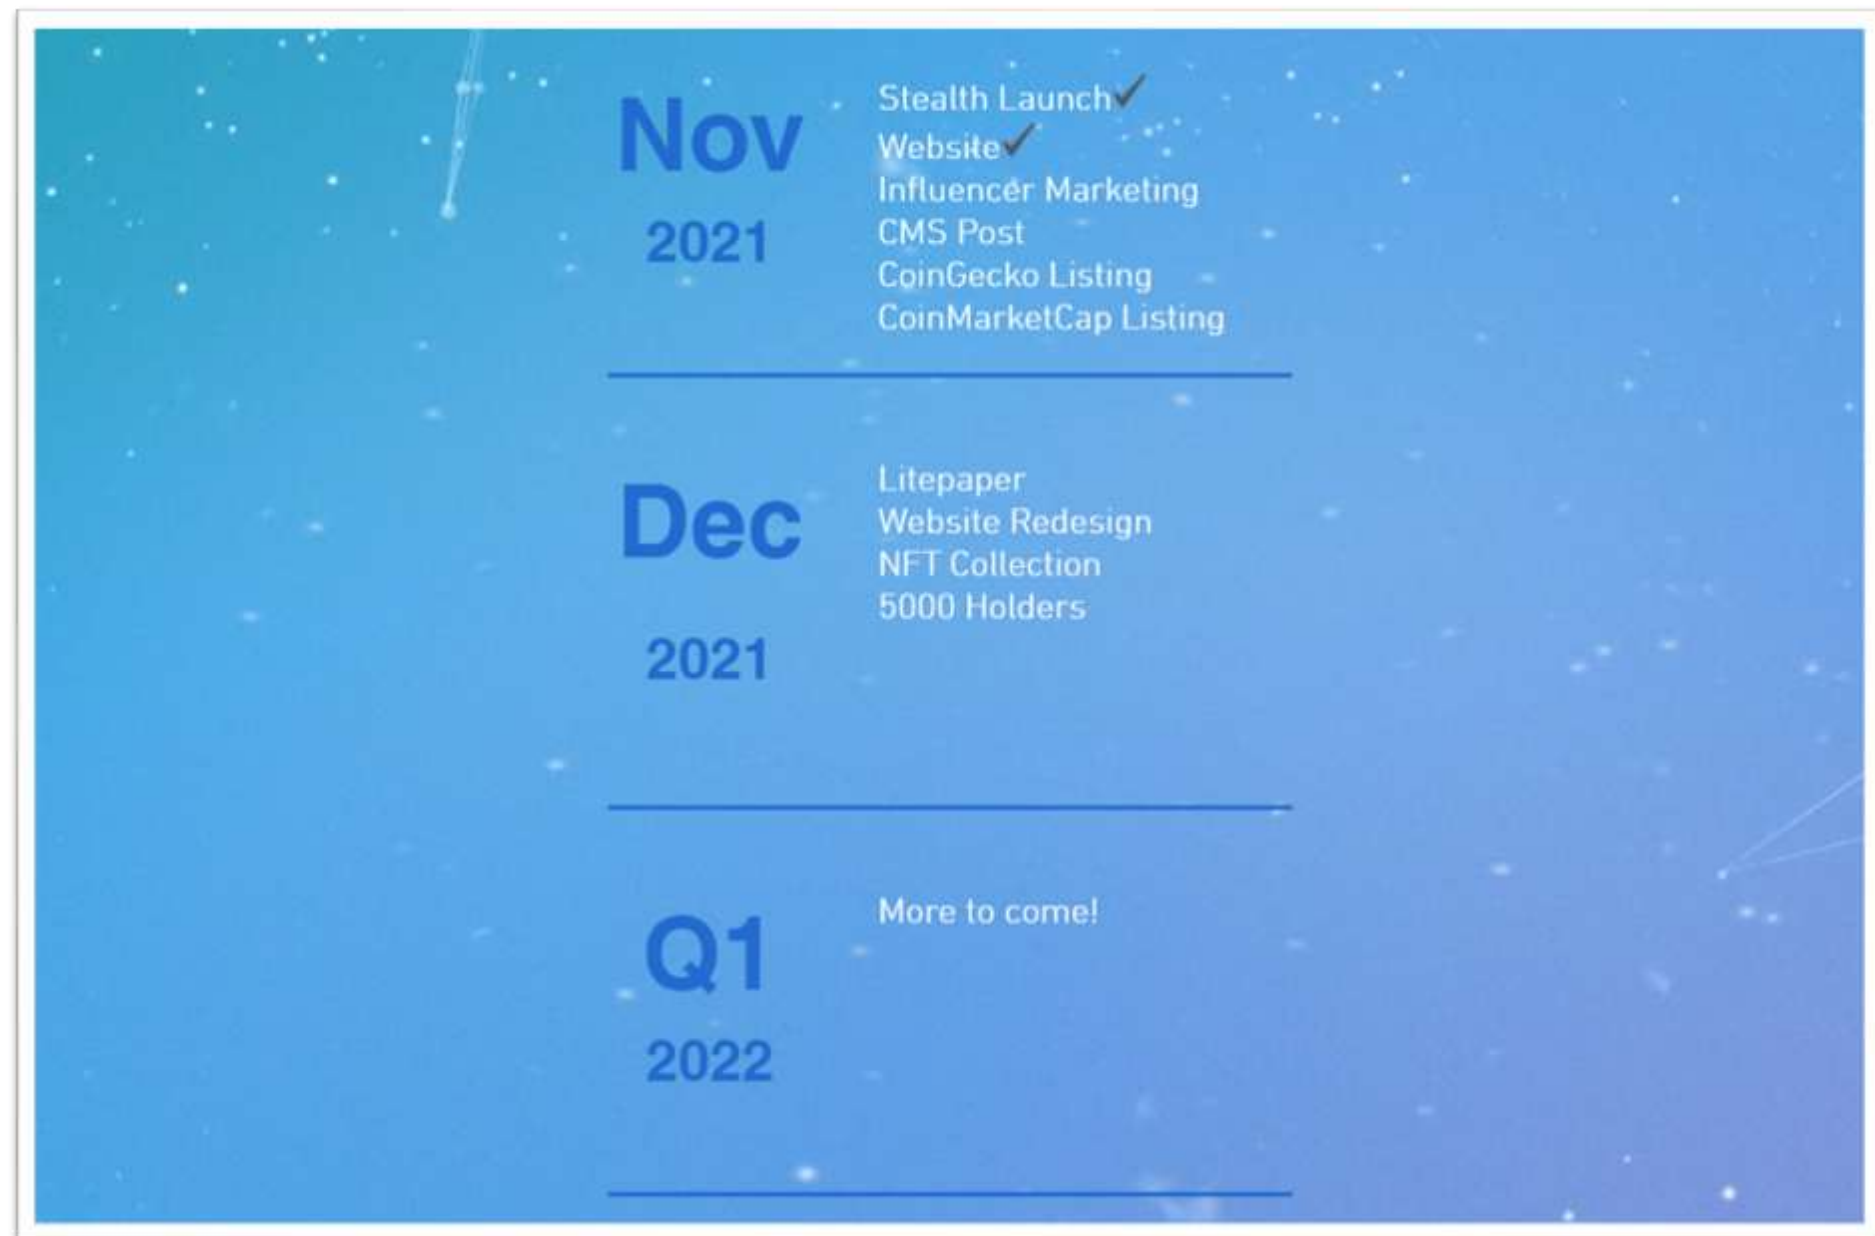 Nov
2021
Stealth Launch✓
Website✓
Influencer Marketing
CMS Post
CoinGecko Listing
CoinMarketCap Listing
Dec
2021
Litepaper
Website Redesign
NFT Collection
5000 Holders
Q1
2022
More to come!